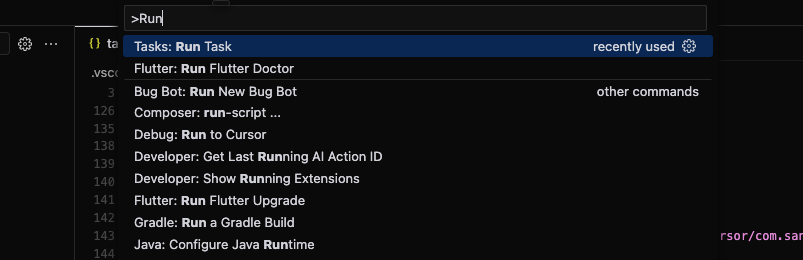 >Run
{} ta
Tasks: Run Task recently used
Flutter: Run Flutter Doctor
.vsco
Bug Bot: Run New Bug Bot other commands
3
Composer: run-script ...
126
Debug: Run to Cursor
135
Developer: Get Last Running AI Action ID
138
139
Developer: Show Running Extensions
140
Flutter: Run Flutter Upgrade
141
Gradle: Run a Gradle Build
142
Java: Configure Java Runtime
143
rsor/com.san
144